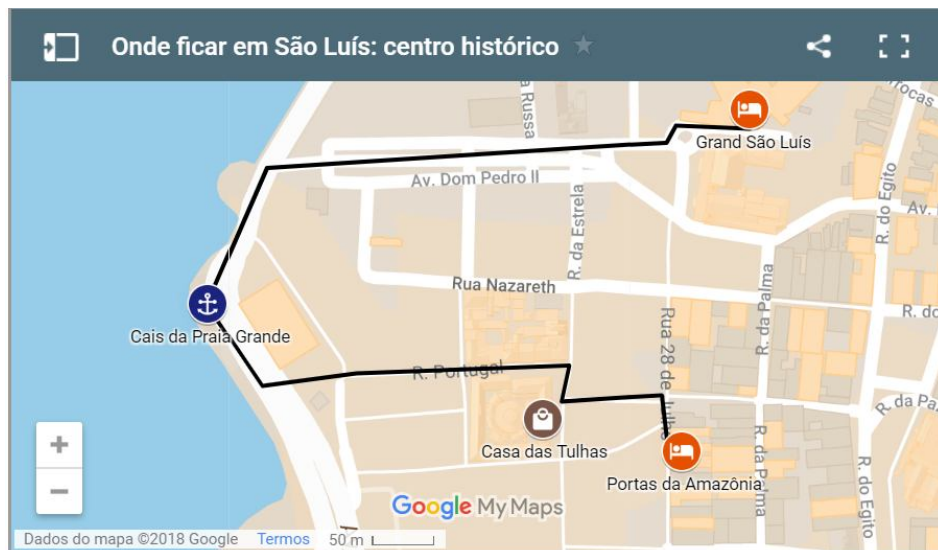 Onde ficar em São Luís: centro histórico
Grand São Luís
Russa
Av. Dom Pedro II
R. da Estrela
R. do Egito
Av.
Rua Nazareth
R. da Palma
Cais da Praia Grande
R. Portugal
Rua 28 de Julho
R. da Pa
Casa das Tulhas
Portas da Amazônia
R. da Palma
R. do Egito
+
−
Google My Maps
Dados do mapa ©2018 Google Termos 50 m